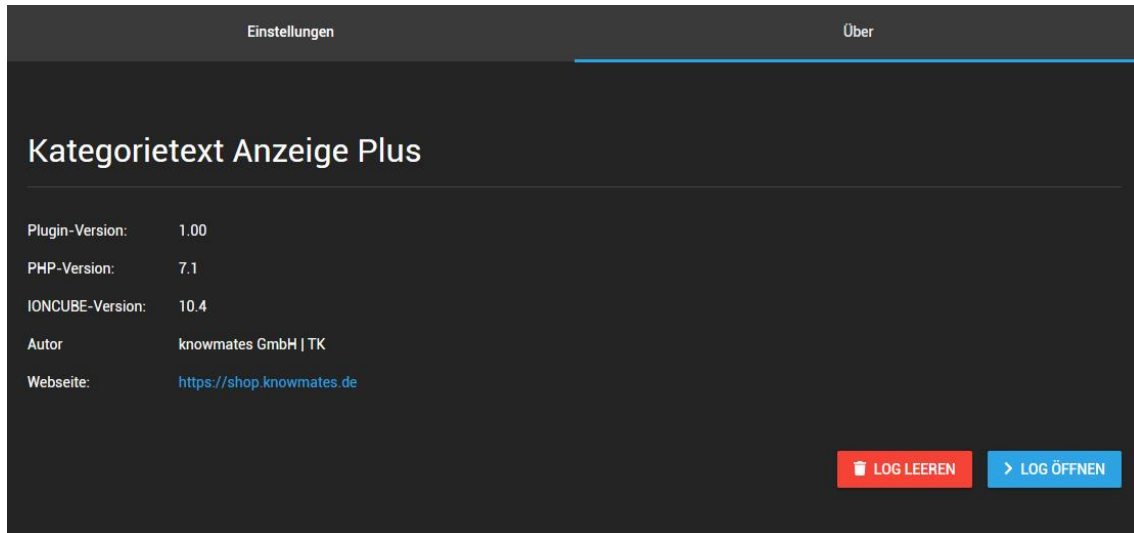 Einstellungen Über
Kategorietext Anzeige Plus
Plugin-Version: 1.00
PHP-Version: 7.1
IONCUBE-Version: 10.4
Autor knowmates GmbH | TK
Webseite: https://shop.knowmates.de
LOG LEEREN LOG ÖFFNEN